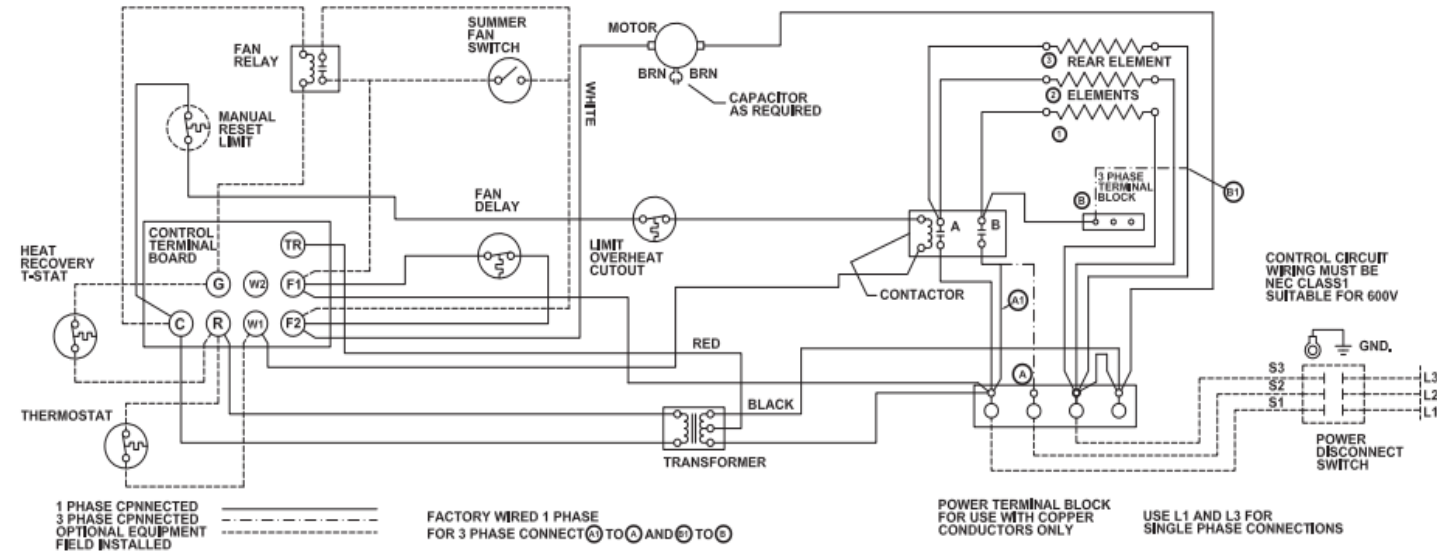 SUMMER
FAN
SWITCH
FAN
RELAY
MOTOR
BRN
BRN
WHITE
CAPACITOR
AS REQUIRED
3
REAR ELEMENT
2
ELEMENTS
1
MANUAL
RESET
LIMIT
3 PHASE
TERMINAL
BLOCK
B
B1
FAN
DELAY
LIMIT
OVERHEAT
CUTOUT
A
B
CONTACTOR
A1
CONTROL
TERMINAL
BOARD
TR
G
W2
F1
C
R
W1
F2
HEAT
RECOVERY
T-STAT
CONTROL CIRCUIT
WIRING MUST BE
NEC CLASS1
SUITABLE FOR 600V
GND.
RED
A
S3
S2
S1
L3
L2
L1
BLACK
THERMOSTAT
TRANSFORMER
POWER
DISCONNECT
SWITCH
1 PHASE CPNNECTED
3 PHASE CPNNECTED
OPTIONAL EQUIPMENT
FIELD INSTALLED
FACTORY WIRED 1 PHASE
FOR 3 PHASE CONNECT A1 TO A AND B1 TO B
POWER TERMINAL BLOCK
FOR USE WITH COPPER
CONDUCTORS ONLY
USE L1 AND L3 FOR
SINGLE PHASE CONNECTIONS